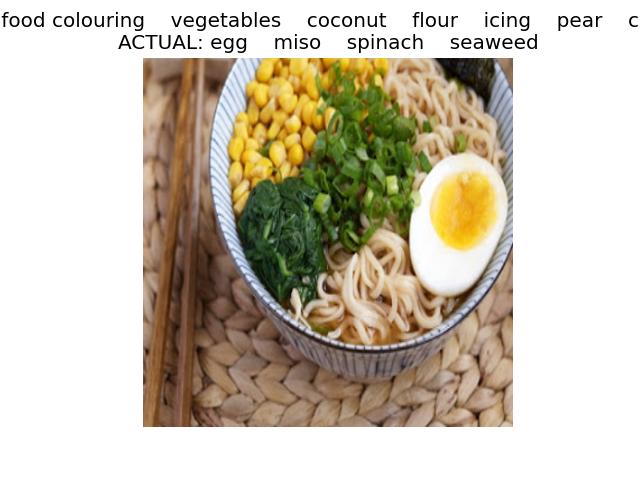 food colouring vegetables coconut flour icing pear c
ACTUAL: egg miso spinach seaweed